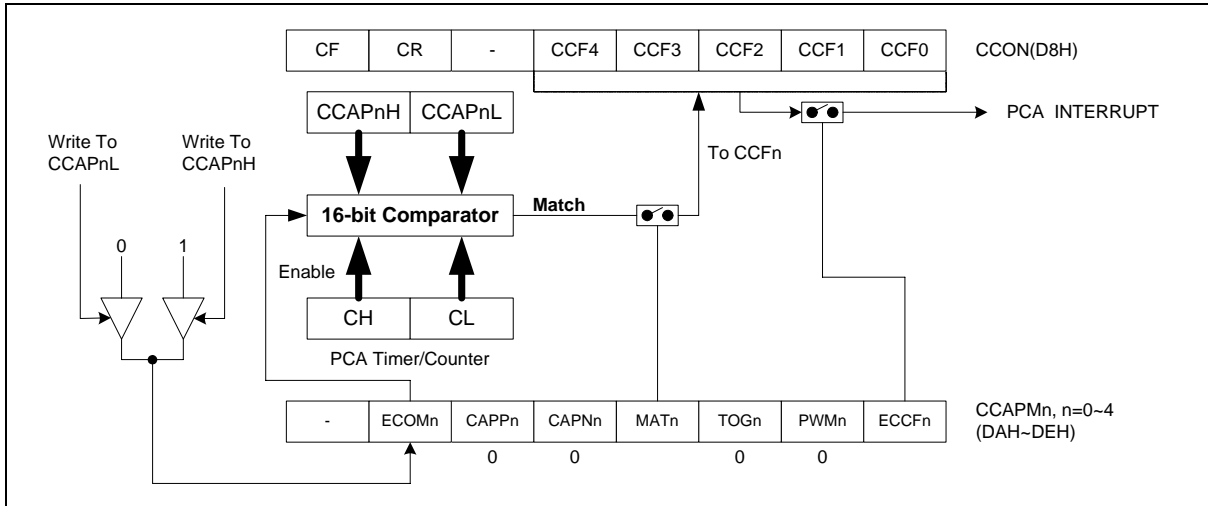 CF CR - CCF4 CCF3 CCF2 CCF1 CCF0 CCON(D8H)
CCAPnH CCAPnL
PCA INTERRUPT
Write To
CCAPnL
Write To
CCAPnH
To CCFn
16-bit Comparator
Match
0 1
Enable
CH CL
PCA Timer/Counter
- ECOMn CAPPn CAPNn MATn TOGn PWMn ECCFn
CCAPMn, n=0~4
(DAH~DEH)
0 0 0 0